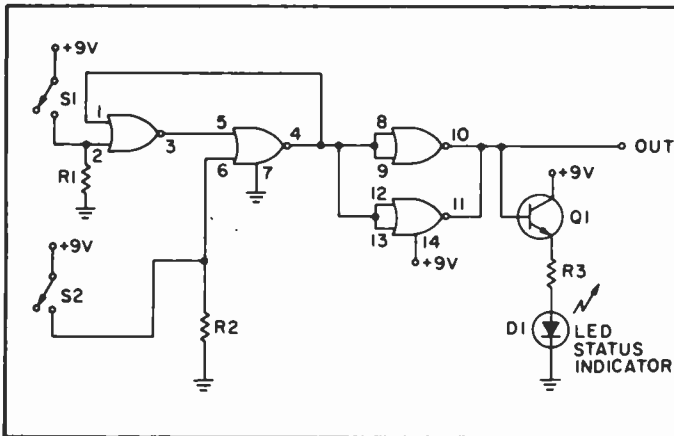 +9V
S1
1
2
3
R1
5
6
4
7
8
9
10
OUT
12
13
11
14
+9V
+9V
Q1
R3
D1
LED
STATUS
INDICATOR
+9V
S2
R2